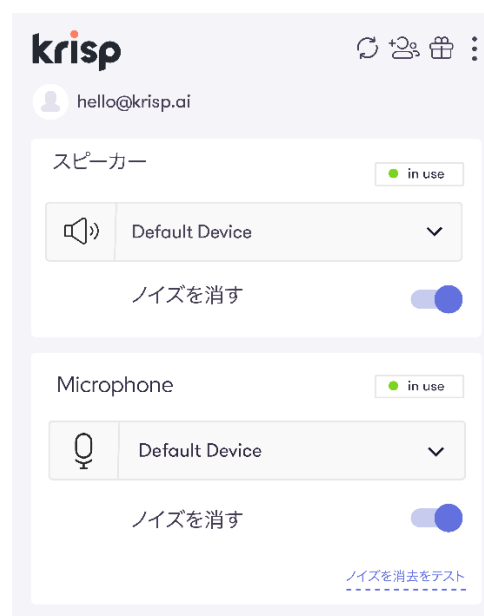 krisp
hello@krisp.ai
スピーカー
in use
Default Device
ノイズを消す
Microphone
in use
Default Device
ノイズを消す
ノイズを消去をテスト